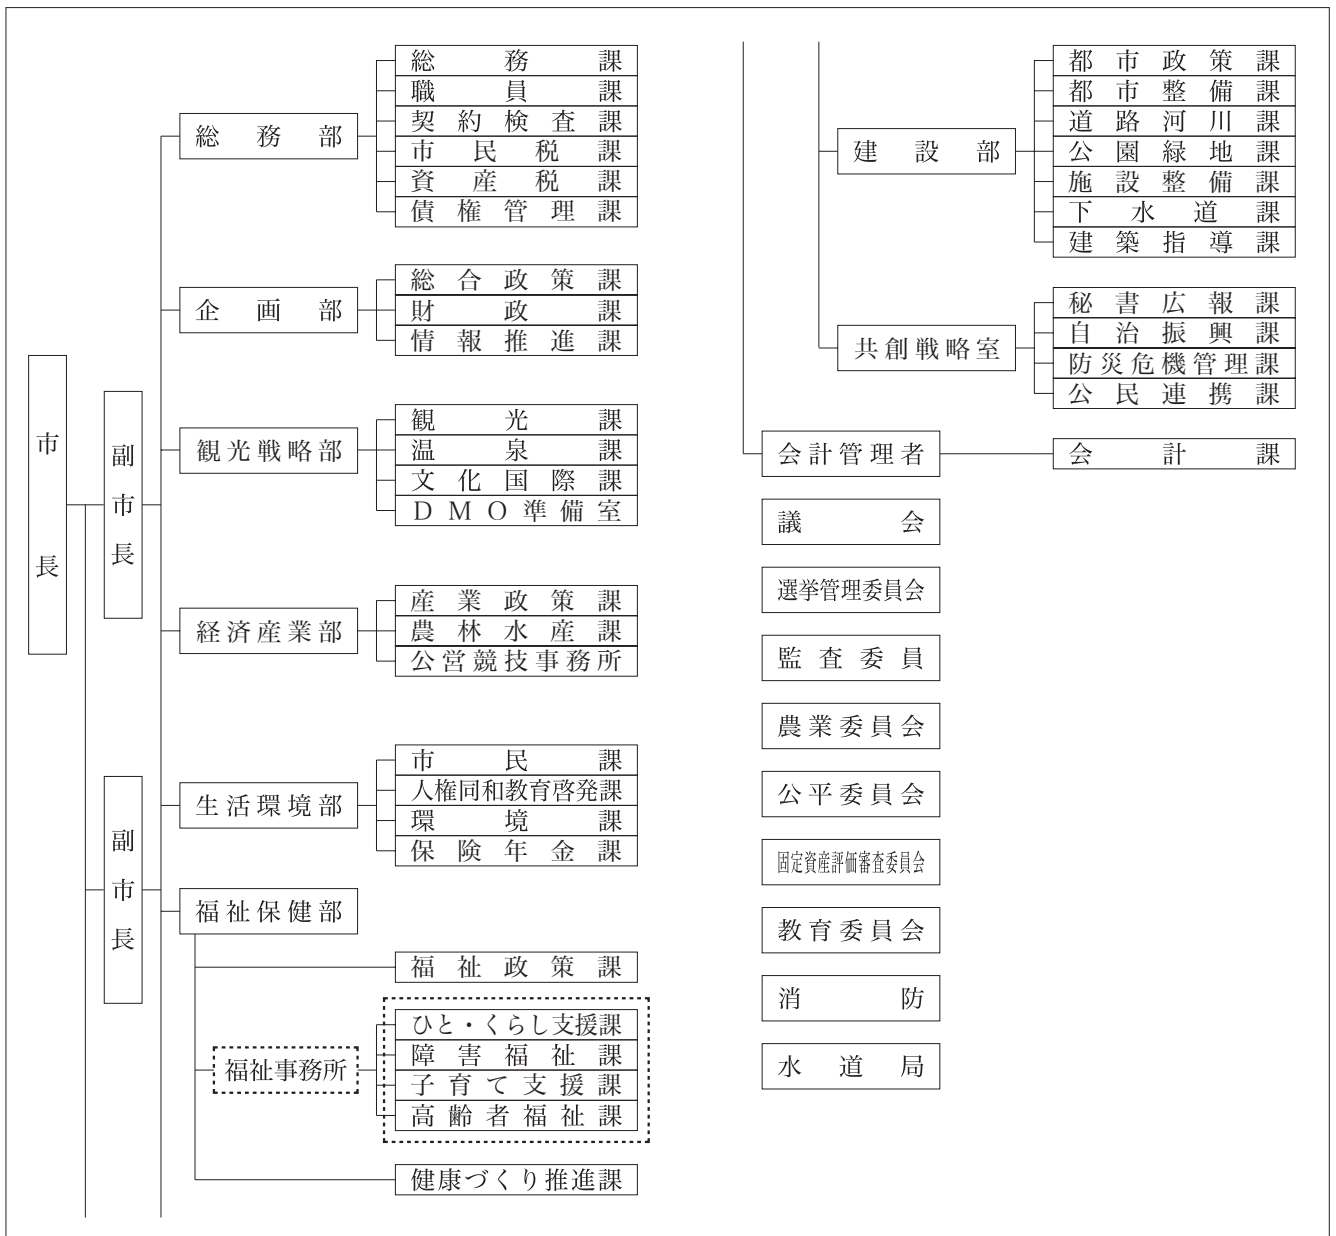 市長
副市長
総務部
総務課
職員課
契約検査課
市民税課
資産税課
債権管理課
企画部
総合政策課
財政課
情報推進課
観光戦略部
観光課
温泉課
文化国際課
DMO準備室
経済産業部
産業政策課
農林水産課
公営競技事務所
副市長
生活環境部
市民課
人権同和教育啓発課
環境課
保険年金課
福祉保健部
福祉政策課
福祉事務所
ひと・くらし支援課
障害福祉課
子育て支援課
高齢者福祉課
健康づくり推進課
建設部
都市政策課
都市整備課
道路河川課
公園緑地課
施設整備課
下水道課
建築指導課
共創戦略室
秘書広報課
自治振興課
防災危機管理課
公民連携課
会計管理者
会計課
議会
選挙管理委員会
監査委員
農業委員会
公平委員会
固定資産評価審査委員会
教育委員会
消防
水道局